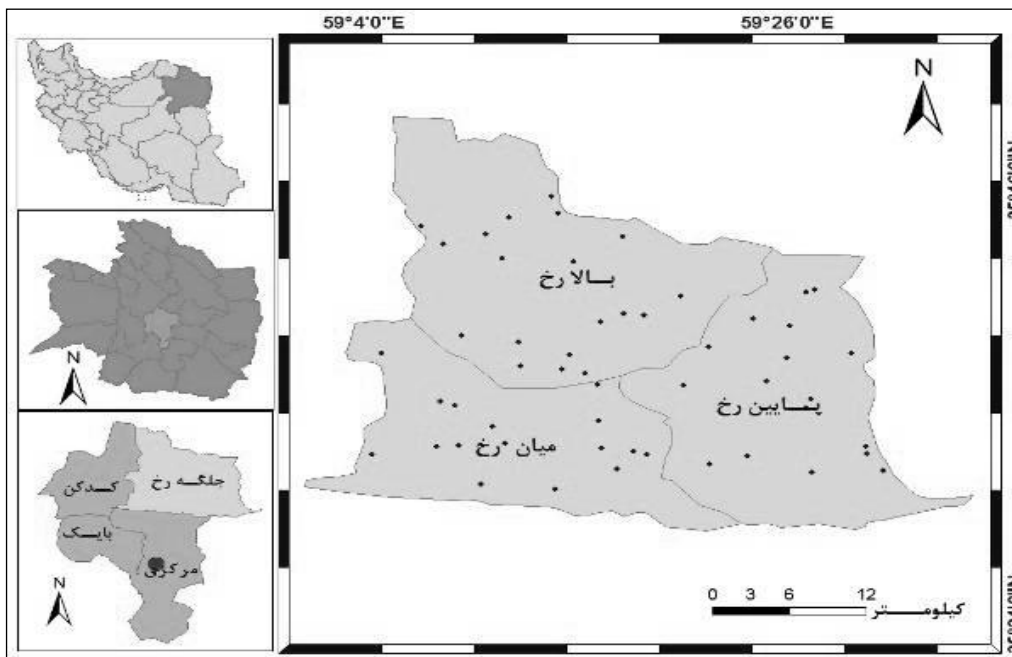 59°4'0"E
59°26'0"E
N
بالا رخ
پایین رخ
میان رخ
0 3 6 12
کیلومتر
N
جلگه رخ
کدکن
بایک
مرکزی
N